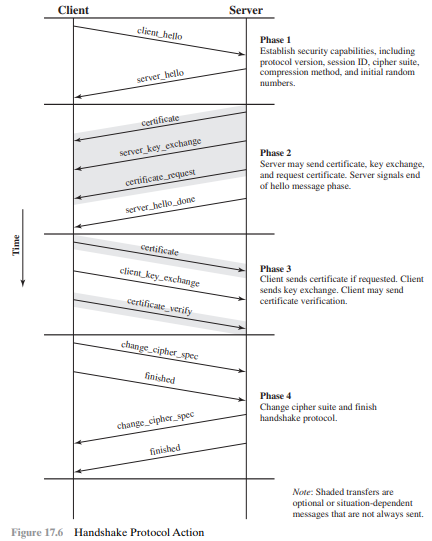 Client
Server
client_hello
server_hello
Phase 1
Establish security capabilities, including
protocol version, session ID, cipher suite,
compression method, and initial random
numbers.
certificate
server_key_exchange
certificate_request
server_hello_done
Phase 2
Server may send certificate, key exchange,
and request certificate. Server signals end
of hello message phase.
Time
certificate
client_key_exchange
certificate_verify
Phase 3
Client sends certificate if requested. Client
sends key exchange. Client may send
certificate verification.
change_cipher_spec
finished
change_cipher_spec
finished
Phase 4
Change cipher suite and finish
handshake protocol.
Note: Shaded transfers are
optional or situation-dependent
messages that are not always sent.
Figure 17.6 Handshake Protocol Action